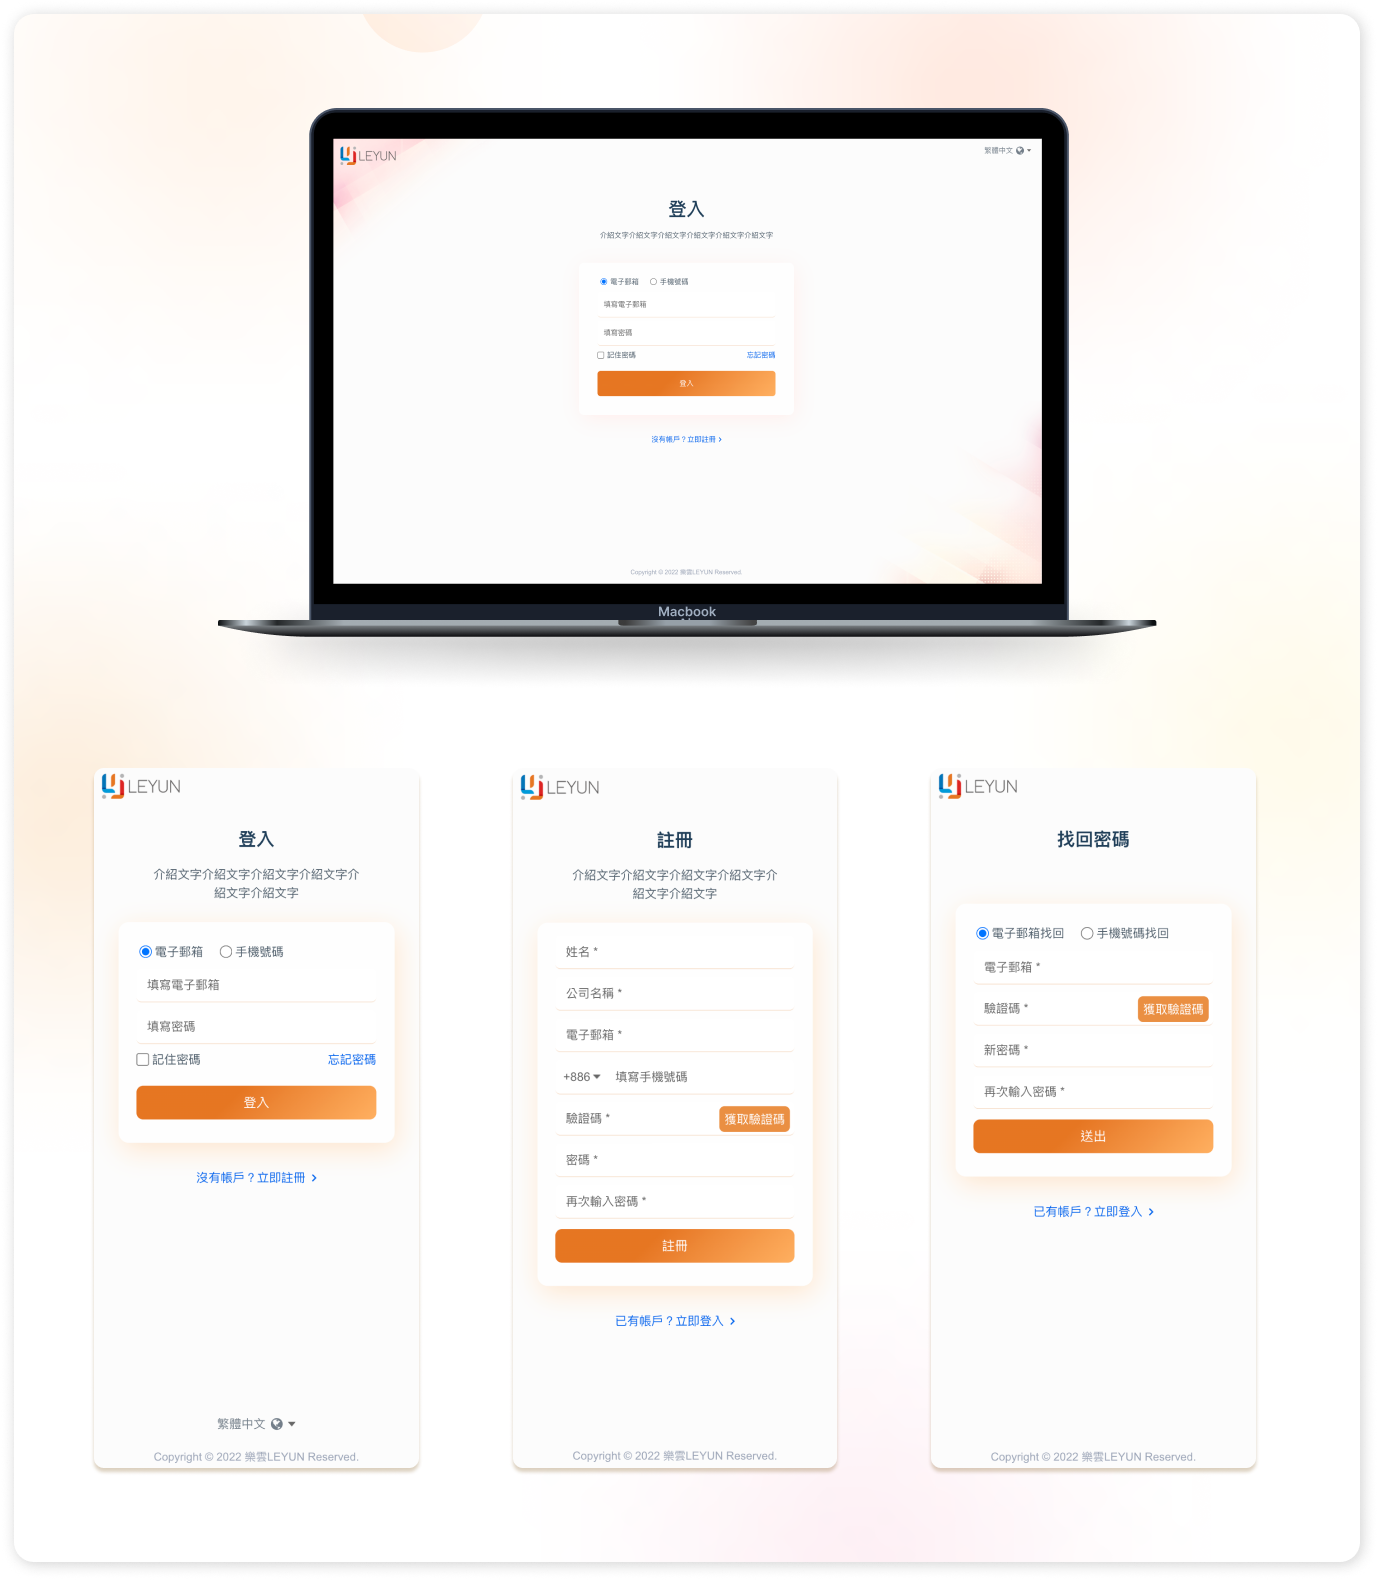 LEYUN
繁體中文
登入
介紹文字介紹文字介紹文字介紹文字介紹文字介紹文字
電子郵箱 手機號碼
填寫電子郵箱
填寫密碼
記住密碼 忘記密碼
登入
沒有帳戶？立即註冊
Copyright © 2022 樂雲LEYUN Reserved.
Macbook
LEYUN
登入
介紹文字介紹文字介紹文字介紹文字介
紹文字介紹文字
電子郵箱 手機號碼
填寫電子郵箱
填寫密碼
記住密碼 忘記密碼
登入
沒有帳戶？立即註冊
繁體中文
Copyright © 2022 樂雲LEYUN Reserved.
LEYUN
註冊
介紹文字介紹文字介紹文字介紹文字介
紹文字介紹文字
姓名 *
公司名稱 *
電子郵箱 *
+886 填寫手機號碼
驗證碼 * 獲取驗證碼
密碼 *
再次輸入密碼 *
註冊
已有帳戶？立即登入
Copyright © 2022 樂雲LEYUN Reserved.
LEYUN
找回密碼
電子郵箱找回 手機號碼找回
電子郵箱 *
驗證碼 * 獲取驗證碼
新密碼 *
再次輸入密碼 *
送出
已有帳戶？立即登入
Copyright © 2022 樂雲LEYUN Reserved.